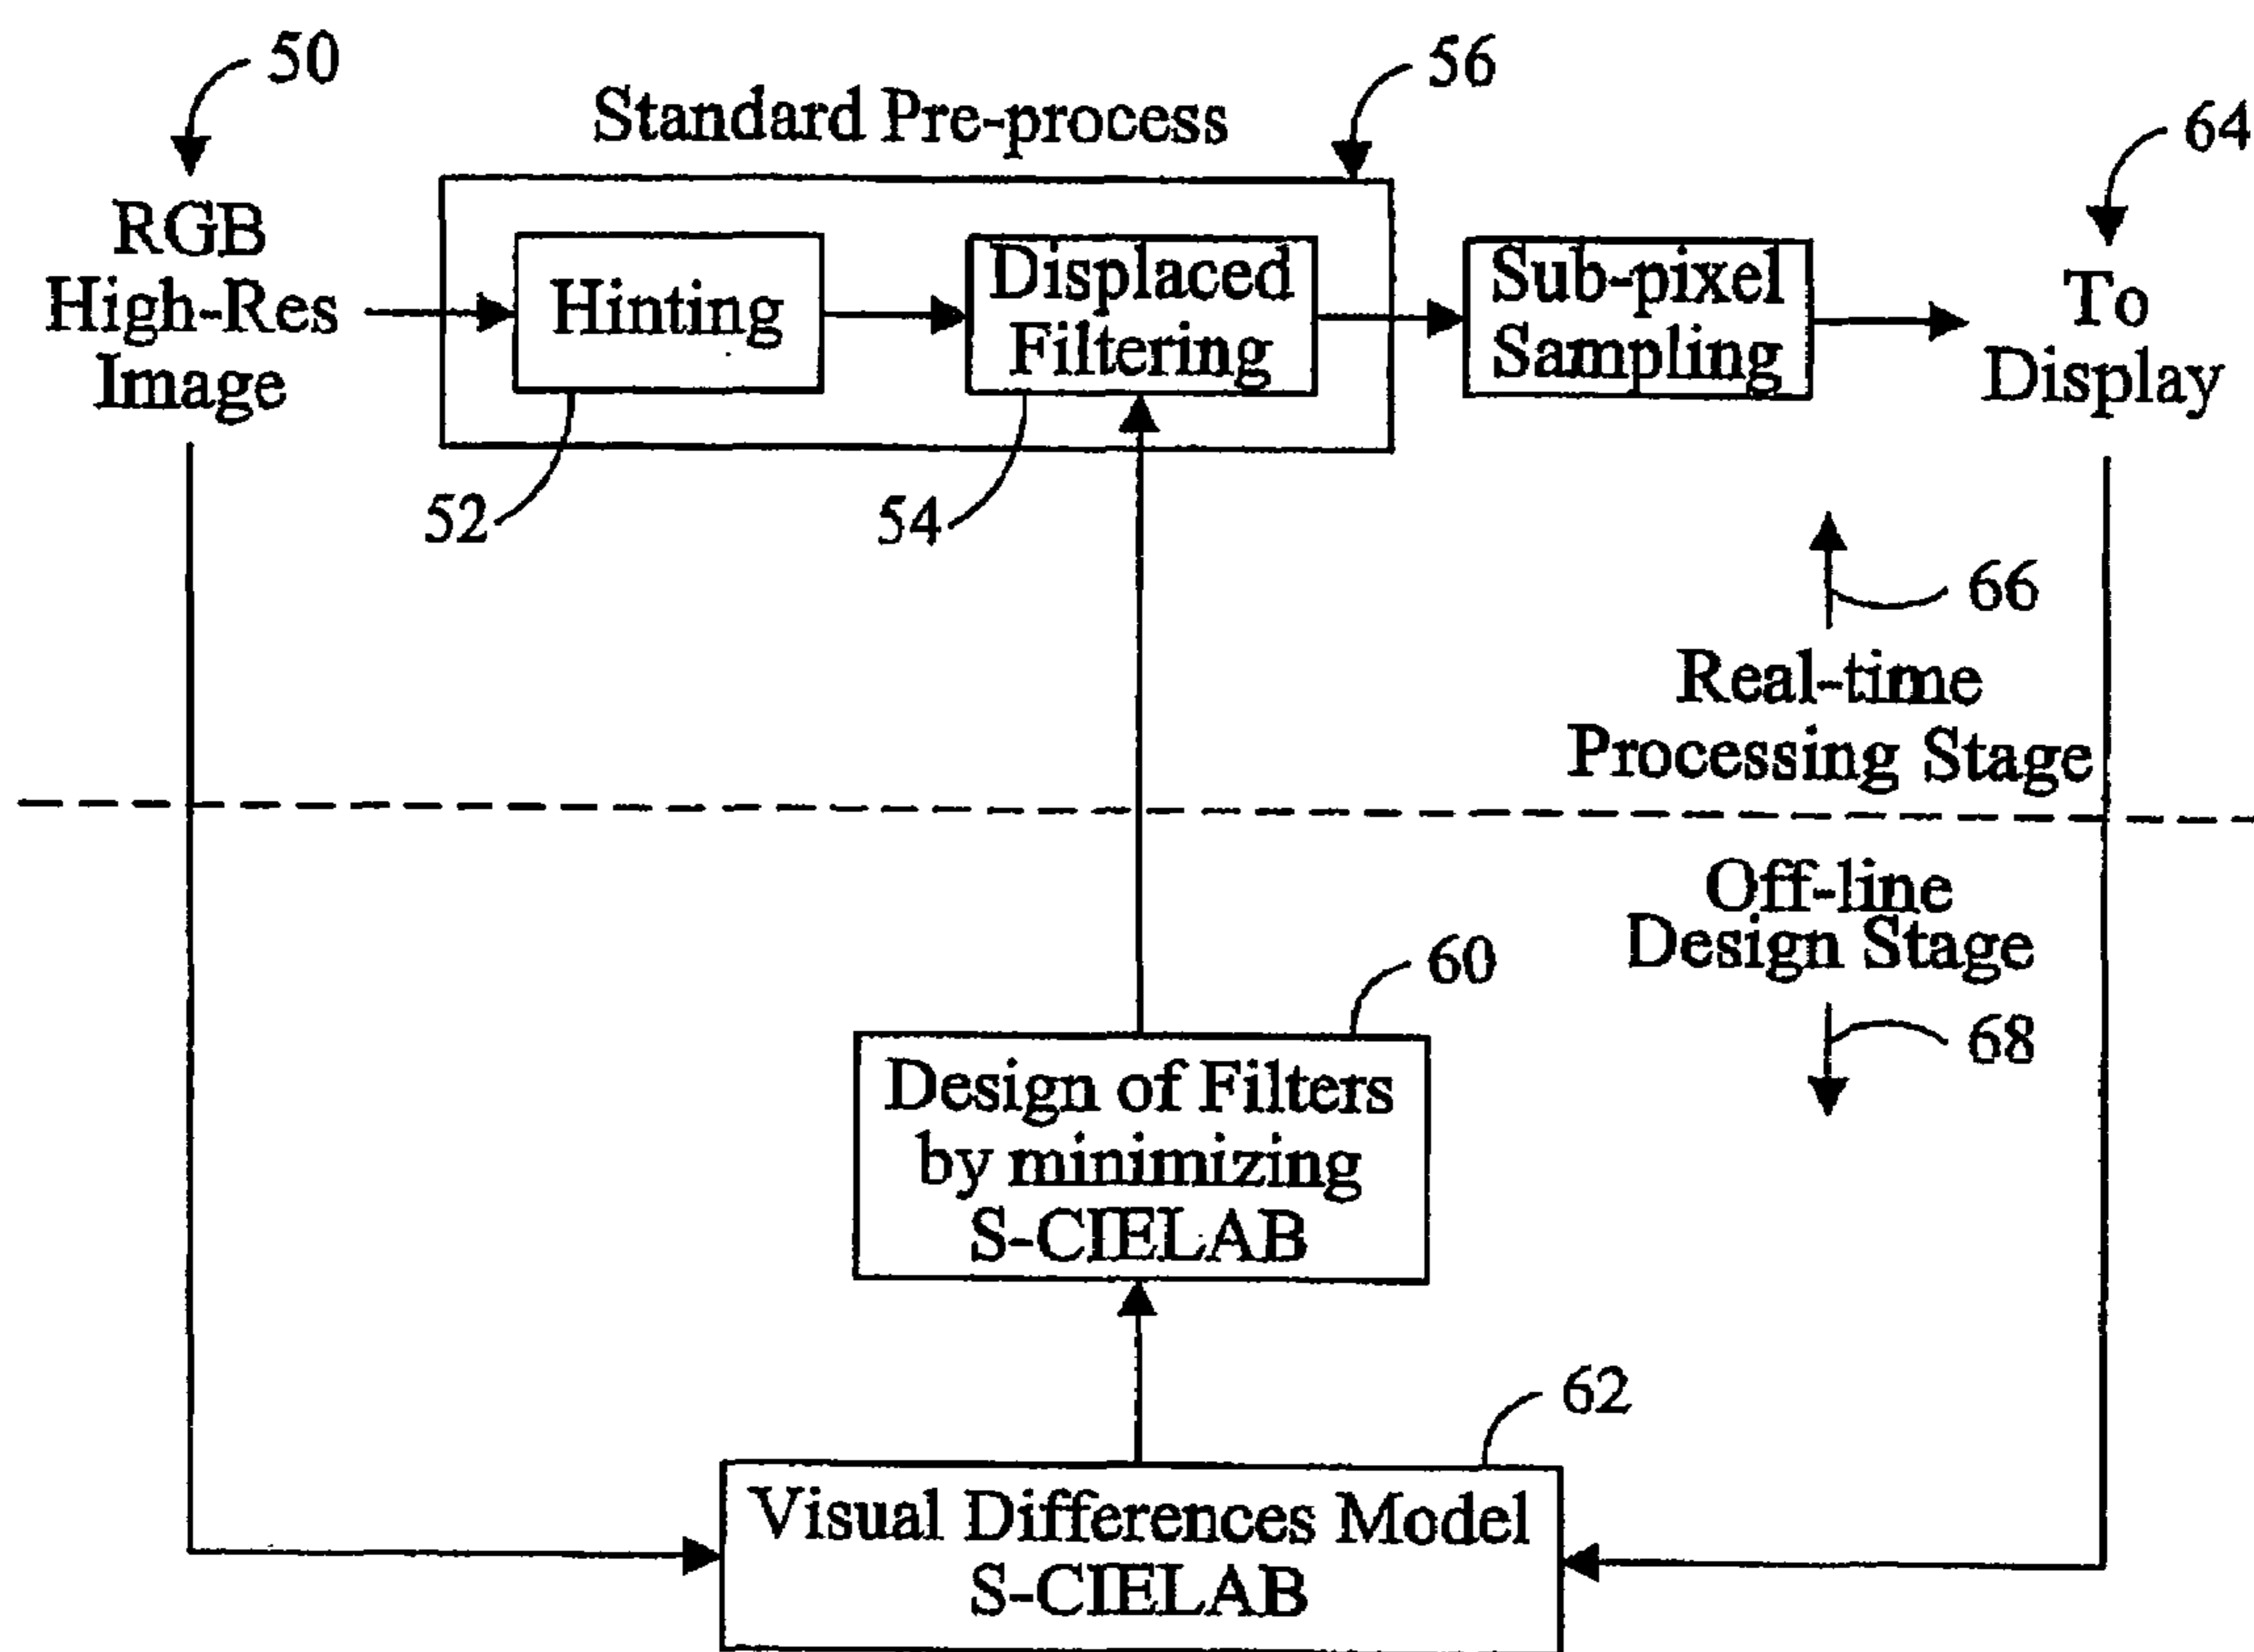 50
56
Standard Pre-process
64
RGB
High-Res
Image
Hinting
Displaced
Filtering
Sub-pixel
Sampling
To
Display
52
54
66
Real-time
Processing Stage
Off-line
Design Stage
60
68
Design of Filters
by minimizing
S-CIELAB
62
Visual Differences Model
S-CIELAB